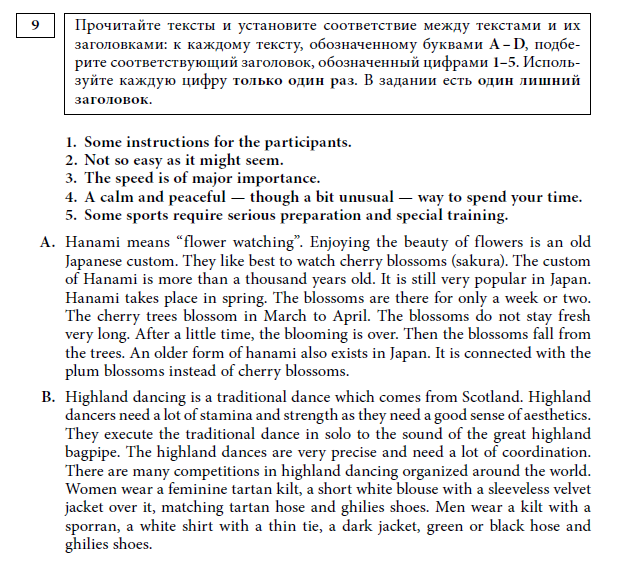 9
Прочитайте тексты и установите соответствие между текстами и их
заголовками: к каждому тексту, обозначенному буквами A – D, подбе-
рите соответствующий заголовок, обозначенный цифрами 1–5. Исполь-
зуйте каждую цифру только один раз. В задании есть один лишний
заголовок.
1. Some instructions for the participants.
2. Not so easy as it might seem.
3. The speed is of major importance.
4. A calm and peaceful — though a bit unusual — way to spend your time.
5. Some sports require serious preparation and special training.
A. Hanami means “flower watching”. Enjoying the beauty of flowers is an old
Japanese custom. They like best to watch cherry blossoms (sakura). The custom
of Hanami is more than a thousand years old. It is still very popular in Japan.
Hanami takes place in spring. The blossoms are there for only a week or two.
The cherry trees blossom in March to April. The blossoms do not stay fresh
very long. After a little time, the blooming is over. Then the blossoms fall from
the trees. An older form of hanami also exists in Japan. It is connected with the
plum blossoms instead of cherry blossoms.
B. Highland dancing is a traditional dance which comes from Scotland. Highland
dancers need a lot of stamina and strength as they need a good sense of aesthetics.
They execute the traditional dance in solo to the sound of the great highland
bagpipe. The highland dances are very precise and need a lot of coordination.
There are many competitions in highland dancing organized around the world.
Women wear a feminine tartan kilt, a short white blouse with a sleeveless velvet
jacket over it, matching tartan hose and ghilies shoes. Men wear a kilt with a
sporran, a white shirt with a thin tie, a dark jacket, green or black hose and
ghilies shoes.